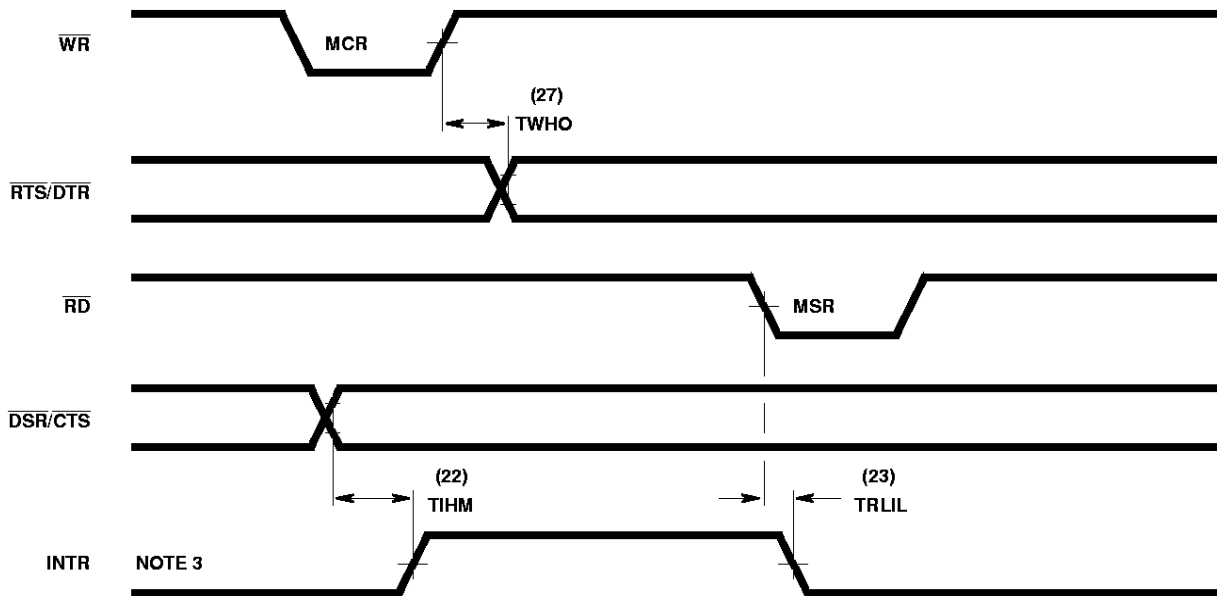 WR
MCR
(27)
TWHO
RTS/DTR
RD
MSR
DSR/CTS
(22)
TIHM
(23)
TRLIL
INTR
NOTE 3